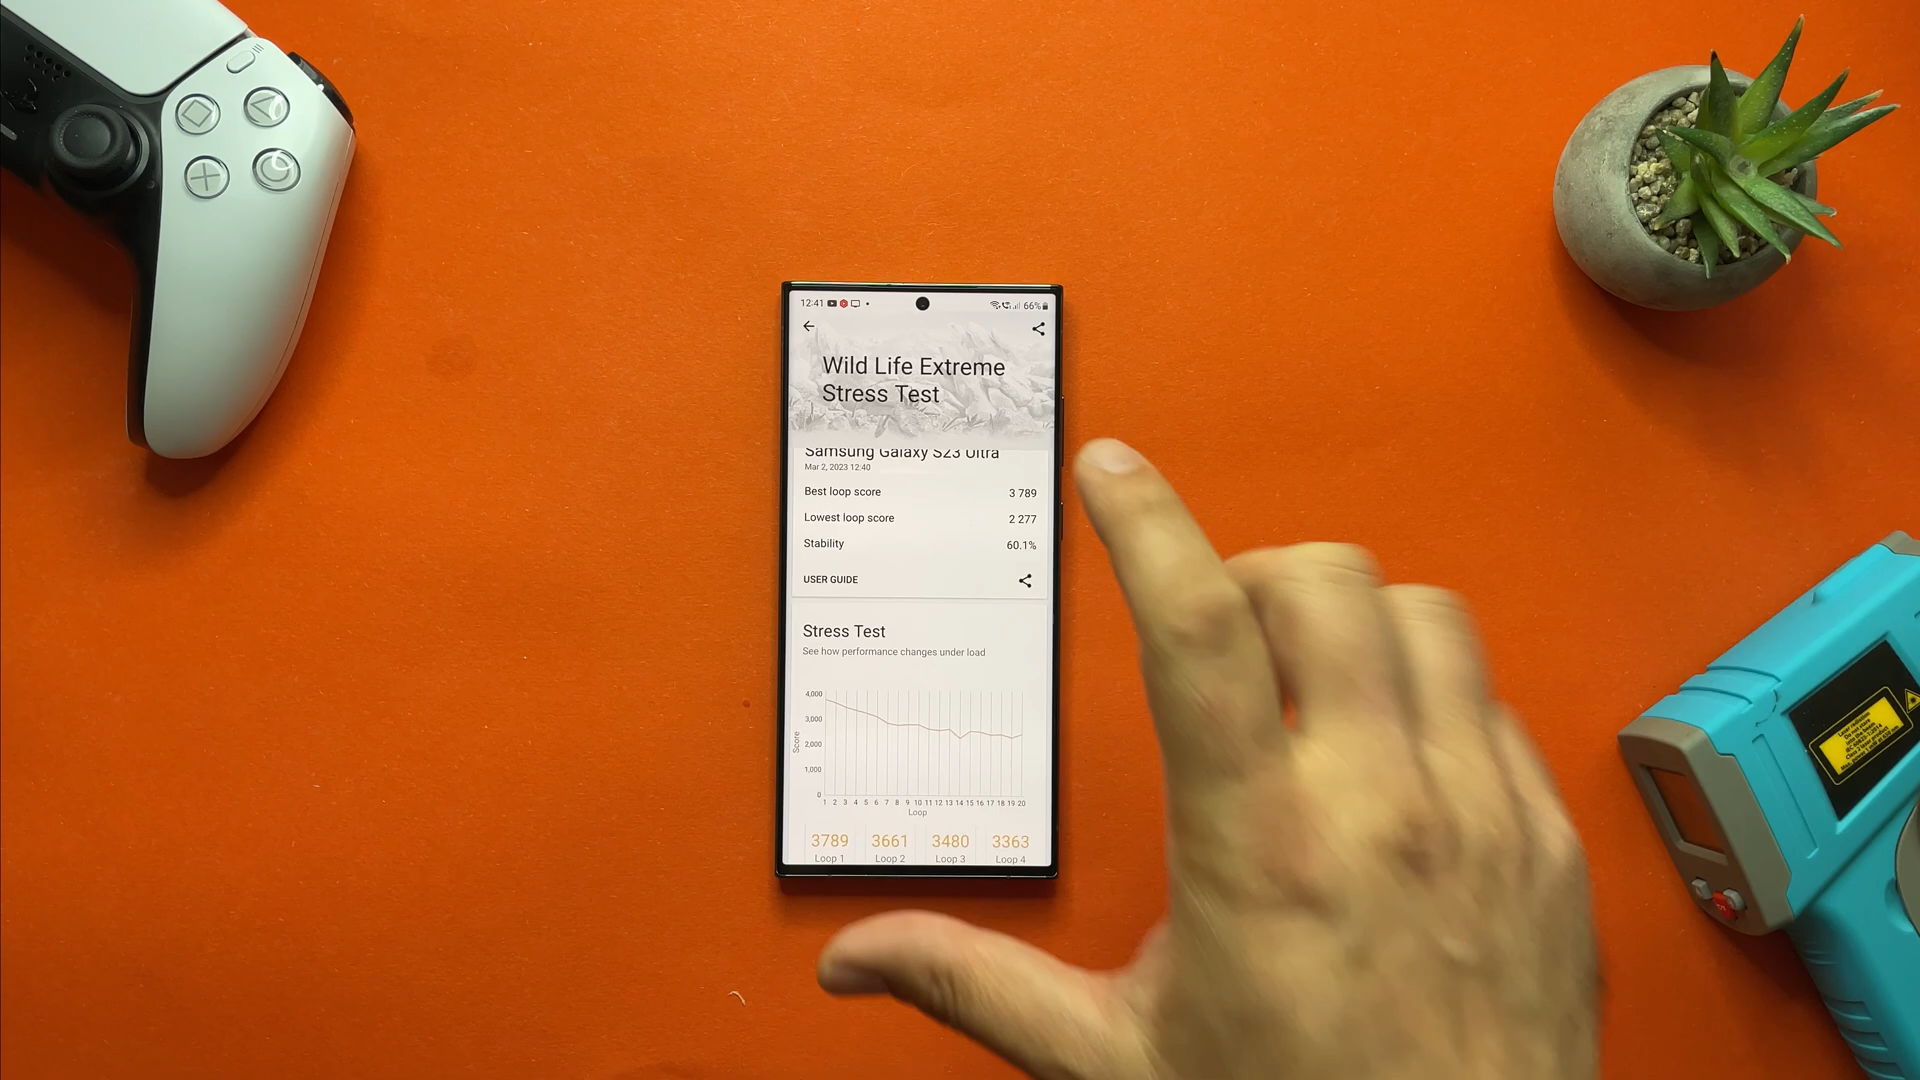 12:41
66%
Wild Life Extreme
Stress Test
Samsung Galaxy S23 Ultra
Mar 2, 2023 12:40
Best loop score 3 789
Lowest loop score 2 277
Stability 60.1%
USER GUIDE
Stress Test
See how performance changes under load
4,000
3,000
2,000
1,000
0
Score
1 2 3 4 5 6 7 8 9 10 11 12 13 14 15 16 17 18 19 20
Loop
3789 3661 3480 3363
Loop 1 Loop 2 Loop 3 Loop 4
Laser radiation